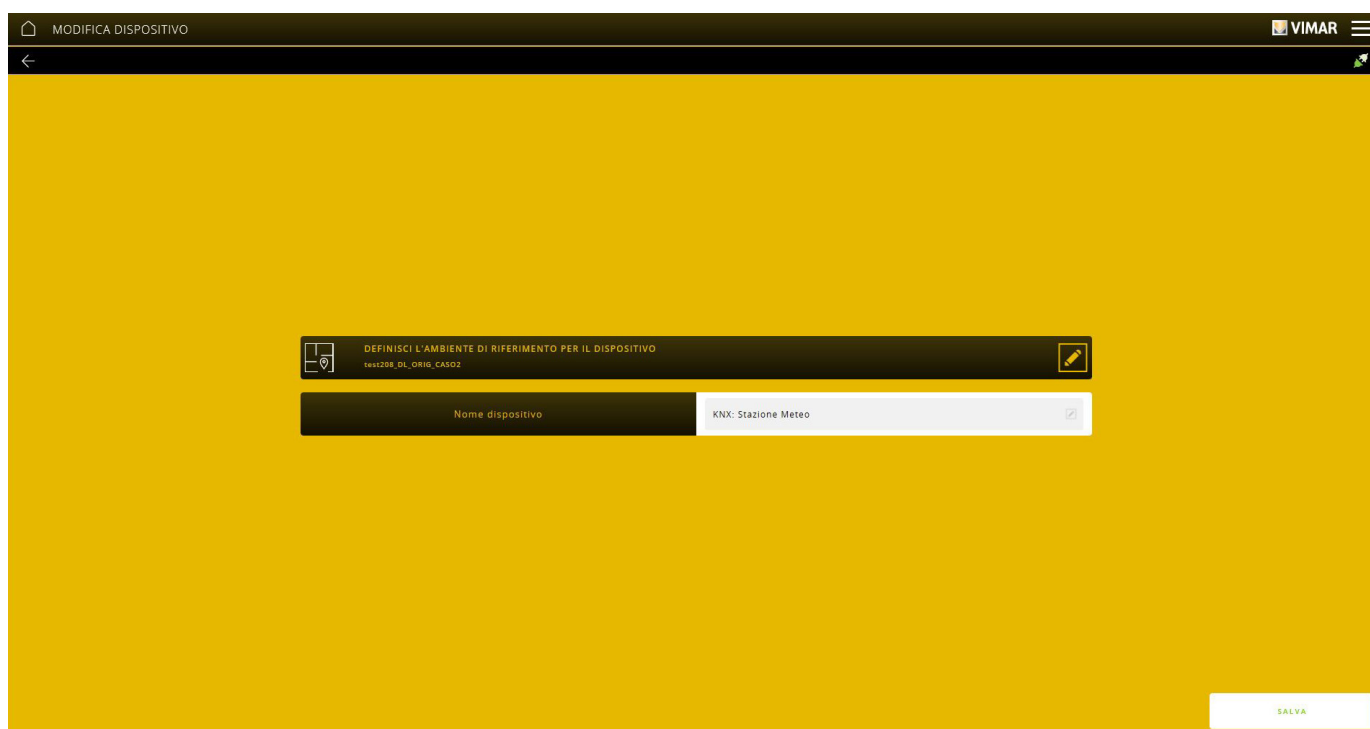 MODIFICA DISPOSITIVO
VIMAR
DEFINISCI L'AMBIENTE DI RIFERIMENTO PER IL DISPOSITIVO
test208_DL_ORIG_CASO2
Nome dispositivo
KNX: Stazione Meteo
SALVA